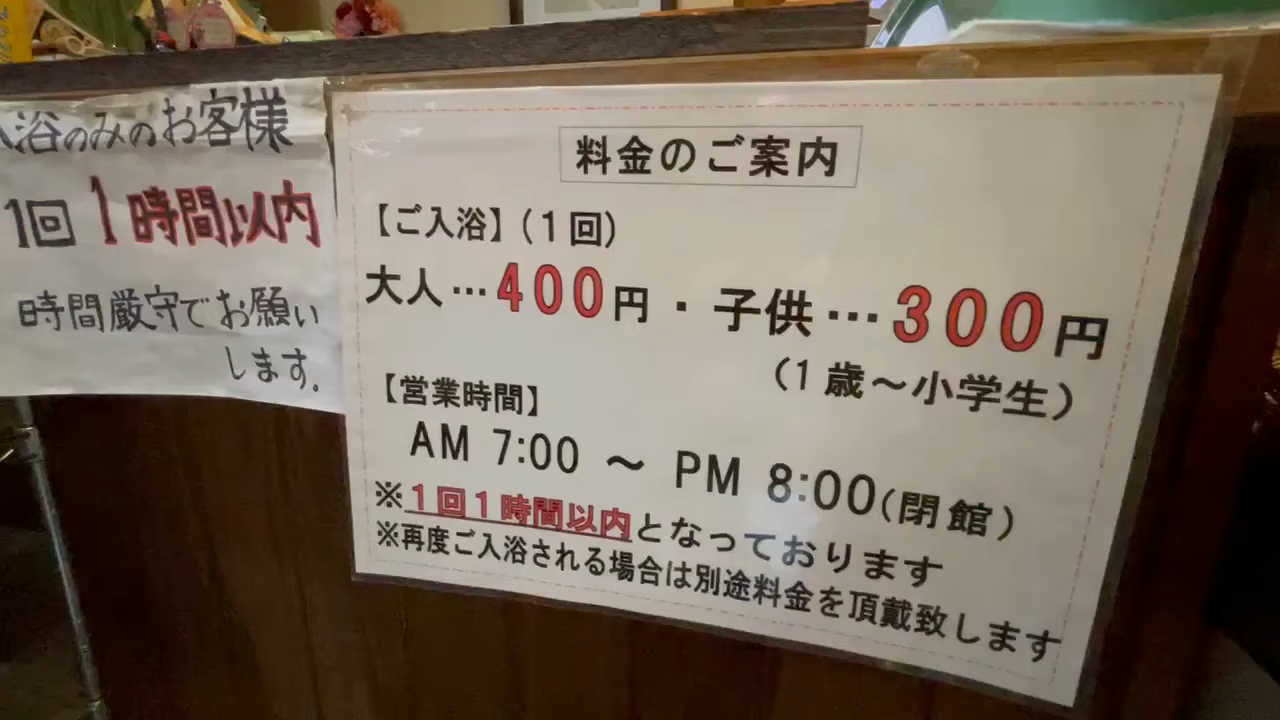 浴のみのお客様
1回 1時間以内
時間厳守でお願い
します。
料金のご案内
【ご入浴】(1回)
大人…400円・子供…300円
(1歳～小学生)
【営業時間】
AM 7:00 ～ PM 8:00(閉館)
※1回1時間以内となっております
※再度ご入浴される場合は別途料金を頂戴致します